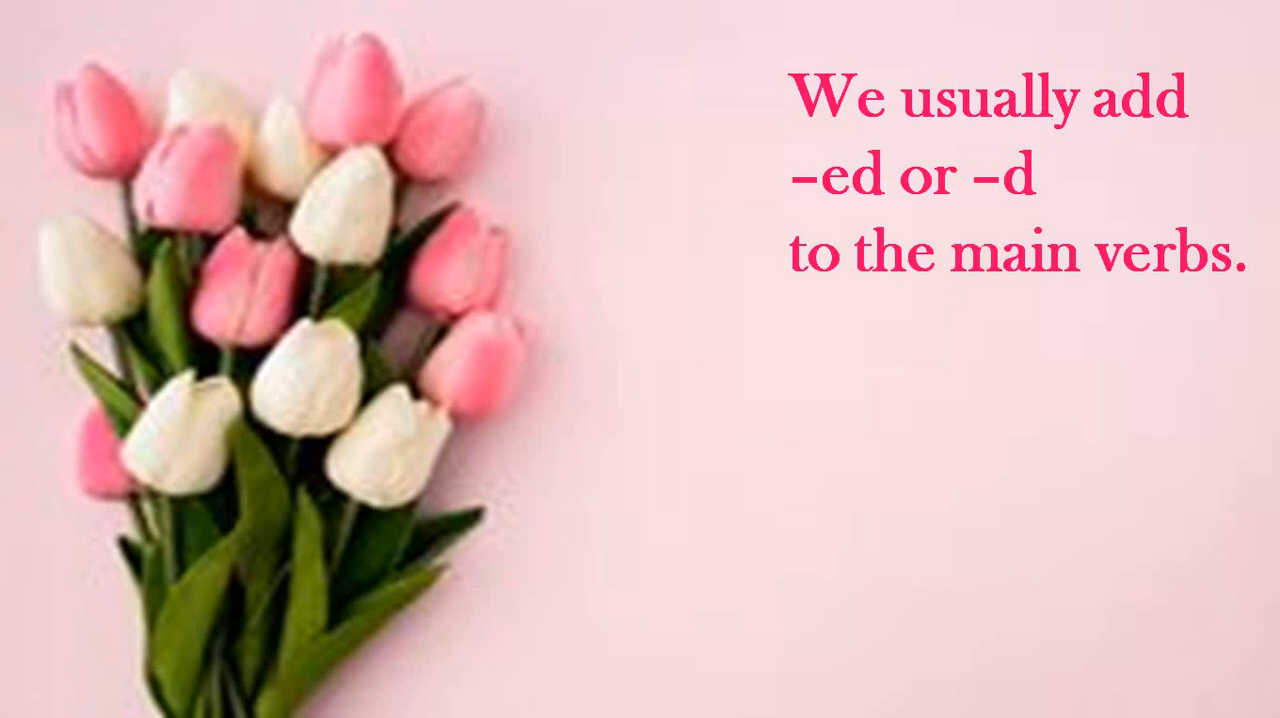 We usually add
–ed or –d
to the main verbs.